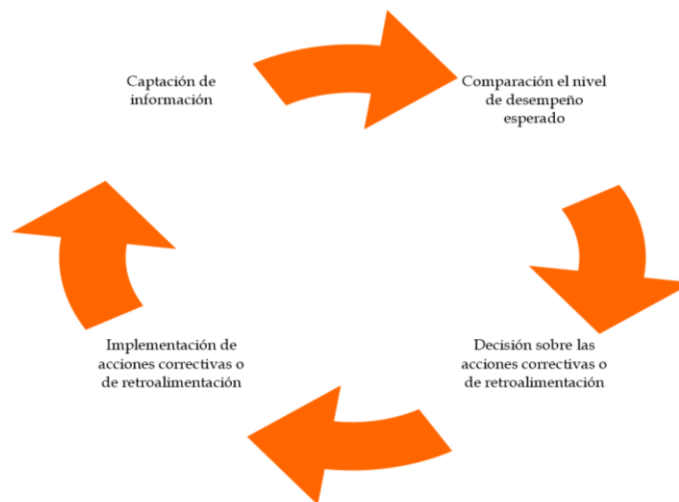 Captación de
información
Comparación el nivel
de desempeño
esperado
Decisión sobre las
acciones correctivas o
de retroalimentación
Implementación de
acciones correctivas o
de retroalimentación